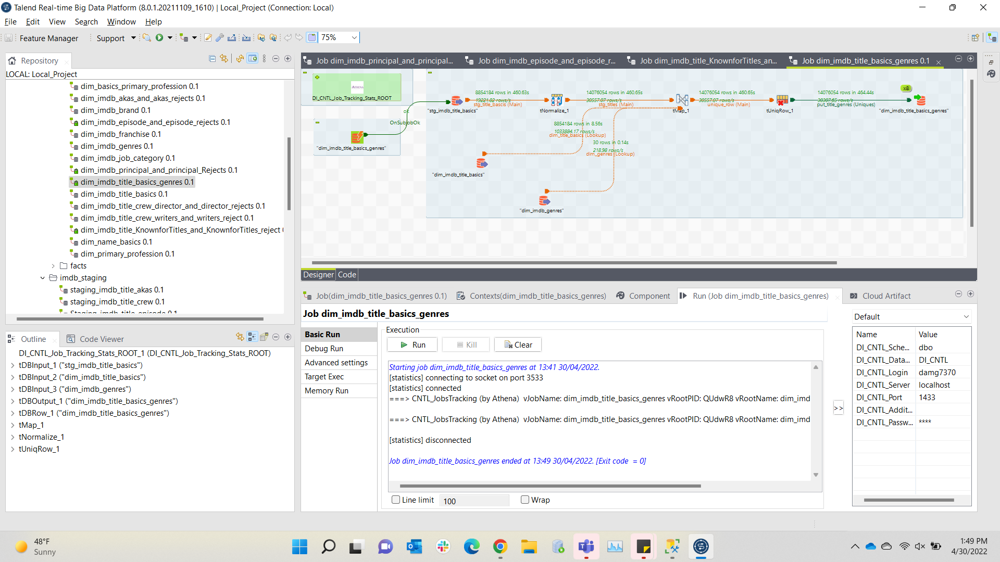 Talend Real-time Big Data Platform (8.0.1.20211109_1610) | Local_Project (Connection: Local)
File Edit View Search Window Help
Feature Manager Support 75%
Repository
LOCAL: Local_Project
dim_basics_primary_profession 0.1
dim_imdb_akas_and_akas_rejects 0.1
dim_imdb_brand 0.1
dim_imdb_episode_and_episode_rejects 0.1
dim_imdb_franchise 0.1
dim_imdb_genres 0.1
dim_imdb_job_category 0.1
dim_imdb_principal_and_principal_Rejects 0.1
dim_imdb_title_basics_genres 0.1
dim_imdb_title_basics 0.1
dim_imdb_title_crew_director_and_director_rejects 0.1
dim_imdb_title_crew_writers_and_writers_reject 0.1
dim_imdb_title_KnownforTitles_and_KnownforTitles_reject
dim_name_basics 0.1
dim_primary_profession 0.1
facts
imdb_staging
staging_imdb_title_akas 0.1
staging_imdb_title_crew 0.1
Staging_imdb_title_episode 0.1
Job dim_imdb_principal_and_principal...
Job dim_imdb_episode_and_episode_r...
Job dim_imdb_title_KnownforTitles_an...
Job dim_imdb_title_basics_genres 0.1
ATHENA
DI_CNTL_Job_Tracking_Stats_ROOT
ok
OnSubjobOk
"dim_imdb_title_basics_genres"
"stg_imdb_title_basics"
8854184 rows in 460.63s
19221.82 rows/s
stg_title_bascis (Main)
tNormalize_1
14076054 rows in 460.65s
30557.07 rows/s
stg_titles (Main)
tMap_1
14076054 rows in 460.65s
30557.07 rows/s
unique_row (Main)
tUniqRow_1
14076054 rows in 464.44s
30307.65 rows/s
put_title_genres (Uniques)
x8
"dim_imdb_title_basics_genres"
8854184 rows in 8.56s
1033884.17 rows/s
dim_title_basics (Lookup)
30 rows in 0.14s
218.98 rows/s
dim_genres (Lookup)
"dim_imdb_title_basics"
"dim_imdb_genres"
Designer Code
Outline Code Viewer
DI_CNTL_Job_Tracking_Stats_ROOT_1 (DI_CNTL_Job_Tracking_Stats_ROOT)
tDBInput_1 ("stg_imdb_title_basics")
tDBInput_2 ("dim_imdb_title_basics")
tDBInput_3 ("dim_imdb_genres")
tDBOutput_1 ("dim_imdb_title_basics_genres")
tDBRow_1 ("dim_imdb_title_basics_genres")
tMap_1
tNormalize_1
tUniqRow_1
Job(dim_imdb_title_basics_genres 0.1) Contexts(dim_imdb_title_basics_genres) Component Run (Job dim_imdb_title_basics_genres) Cloud Artifact
Job dim_imdb_title_basics_genres
Basic Run
Debug Run
Advanced settings
Target Exec
Memory Run
Execution
Run Kill Clear
Starting job dim_imdb_title_basics_genres at 13:41 30/04/2022.
[statistics] connecting to socket on port 3533
[statistics] connected
===> CNTL_JobsTracking (by Athena) vJobName: dim_imdb_title_basics_genres vRootPID: QUdwR8 vRootName: dim_imd
===> CNTL_JobsTracking (by Athena) vJobName: dim_imdb_title_basics_genres vRootPID: QUdwR8 vRootName: dim_imd
[statistics] disconnected
Job dim_imdb_title_basics_genres ended at 13:49 30/04/2022. [Exit code = 0]
Line limit 100 Wrap
>>
Default
Name Value
DI_CNTL_Sche... dbo
DI_CNTL_Data... DI_CNTL
DI_CNTL_Login damg7370
DI_CNTL_Server localhost
DI_CNTL_Port 1433
DI_CNTL_Addit...
DI_CNTL_Passw... ****
48°F
Sunny
1:49 PM
4/30/2022